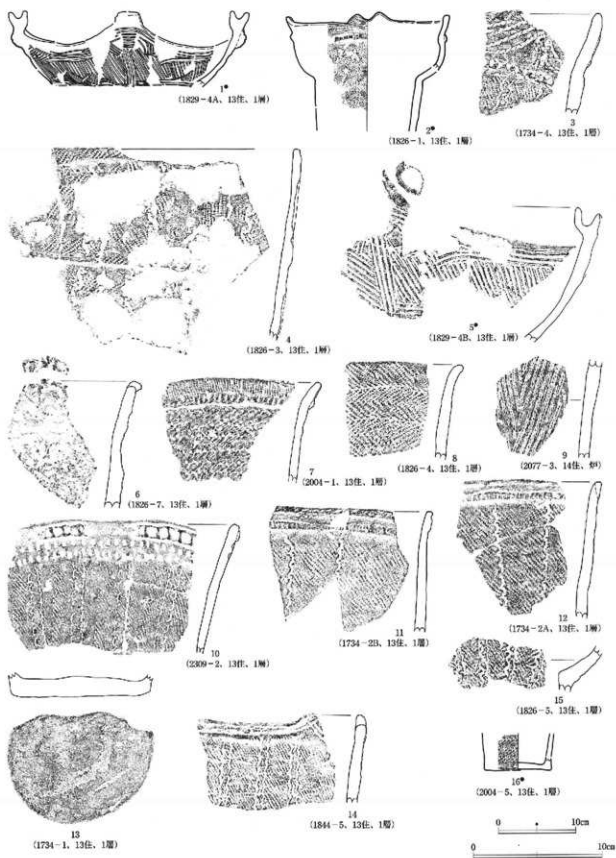 1●
(1829-4A、13住、1層)
2●
(1826-1、13住、1層)
3
(1734-4、13住、1層)
4
(1826-3、13住、1層)
5●
(1829-4B、13住、1層)
6
(1826-7、13住、1層)
7
(2004-1、13住、1層)
8
(1826-4、13住、1層)
9
(2077-3、14住、炉)
10
(2309-2、13住、1層)
11
(1734-2B、13住、1層)
12
(1734-2A、13住、1層)
13
(1734-1、13住、1層)
14
(1844-5、13住、1層)
15
(1826-5、13住、1層)
16●
(2004-5、13住、1層)
0 ● 10cm
0 10cm